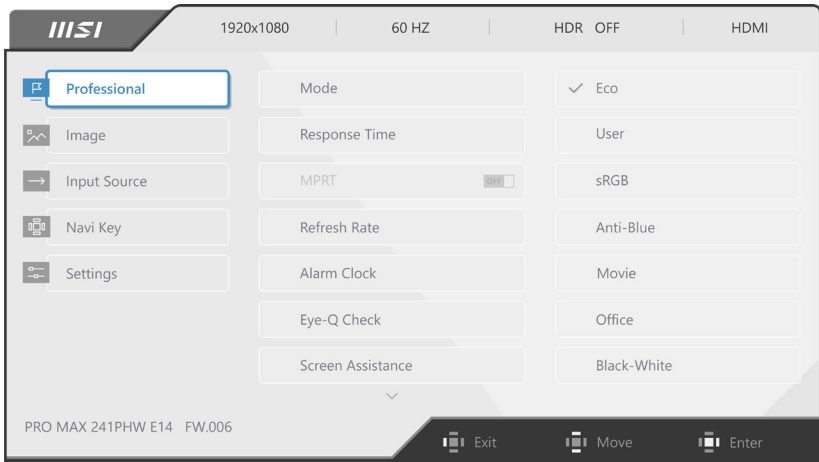 msi 1920x1080 60 HZ HDR OFF HDMI
Professional Mode Eco
Image Response Time User
Input Source MPRT OFF sRGB
Navi Key Refresh Rate Anti-Blue
Settings Alarm Clock Movie
Eye-Q Check Office
Screen Assistance Black-White
PRO MAX 241PHW E14 FW.006
Exit Move Enter